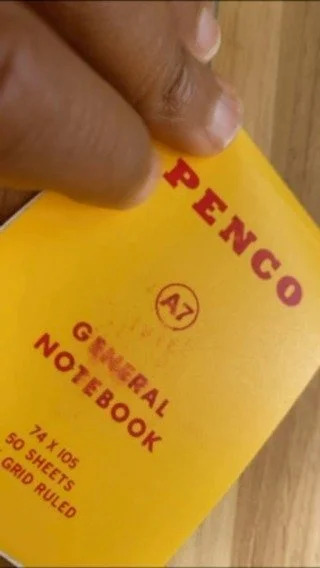 PENCO
A7
GENERAL
NOTEBOOK
74 X 105
50 SHEETS
GRID RULED